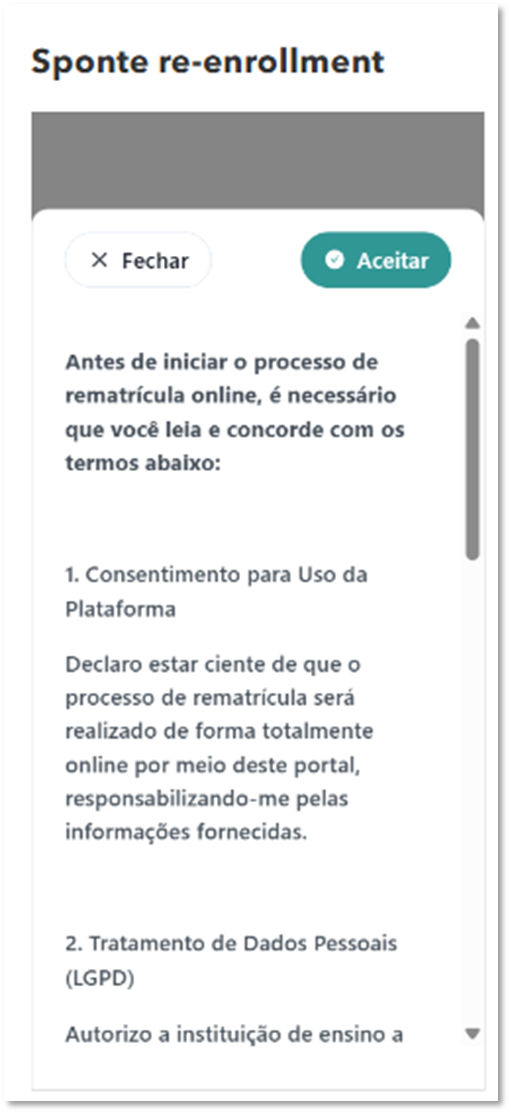 Sponte re-enrollment
Fechar
Aceitar
Antes de iniciar o processo de
rematrícula online, é necessário
que você leia e concorde com os
termos abaixo:
1. Consentimento para Uso da
Plataforma
Declaro estar ciente de que o
processo de rematrícula será
realizado de forma totalmente
online por meio deste portal,
responsabilizando-me pelas
informações fornecidas.
2. Tratamento de Dados Pessoais
(LGPD)
Autorizo a instituição de ensino a